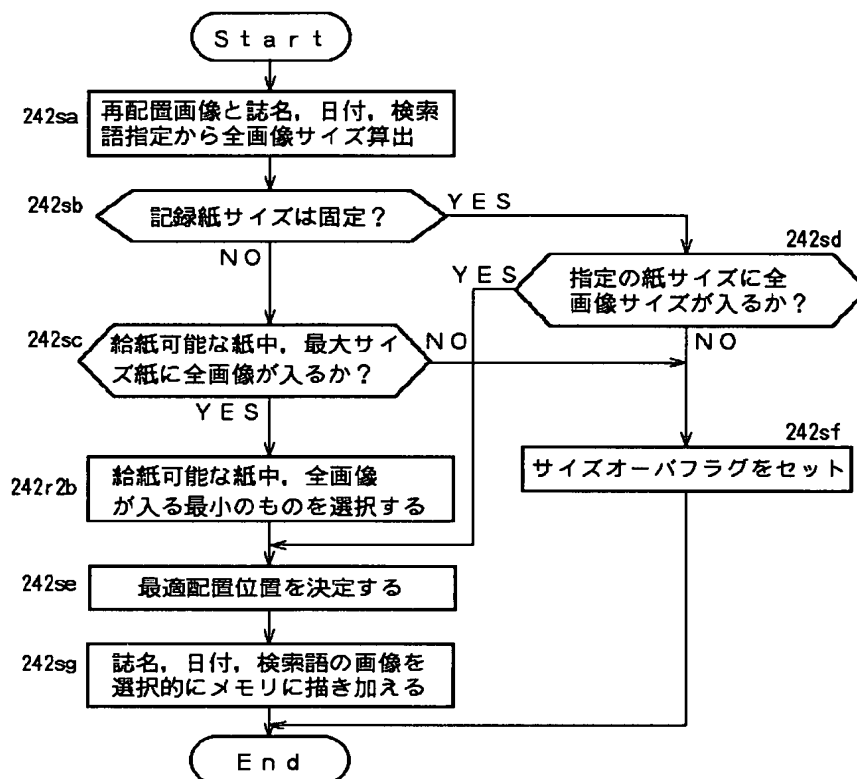 Start
242sa
再配置画像と誌名，日付，検索
語指定から全画像サイズ算出
242sb
記録紙サイズは固定？
YES
NO
242sd
指定の紙サイズに全
画像サイズが入るか？
YES
NO
242sc
給紙可能な紙中，最大サイ
ズ紙に全画像が入るか？
NO
YES
242sf
サイズオーバフラグをセット
242r2b
給紙可能な紙中，全画像
が入る最小のものを選択する
242se
最適配置位置を決定する
242sg
誌名，日付，検索語の画像を
選択的にメモリに描き加える
End